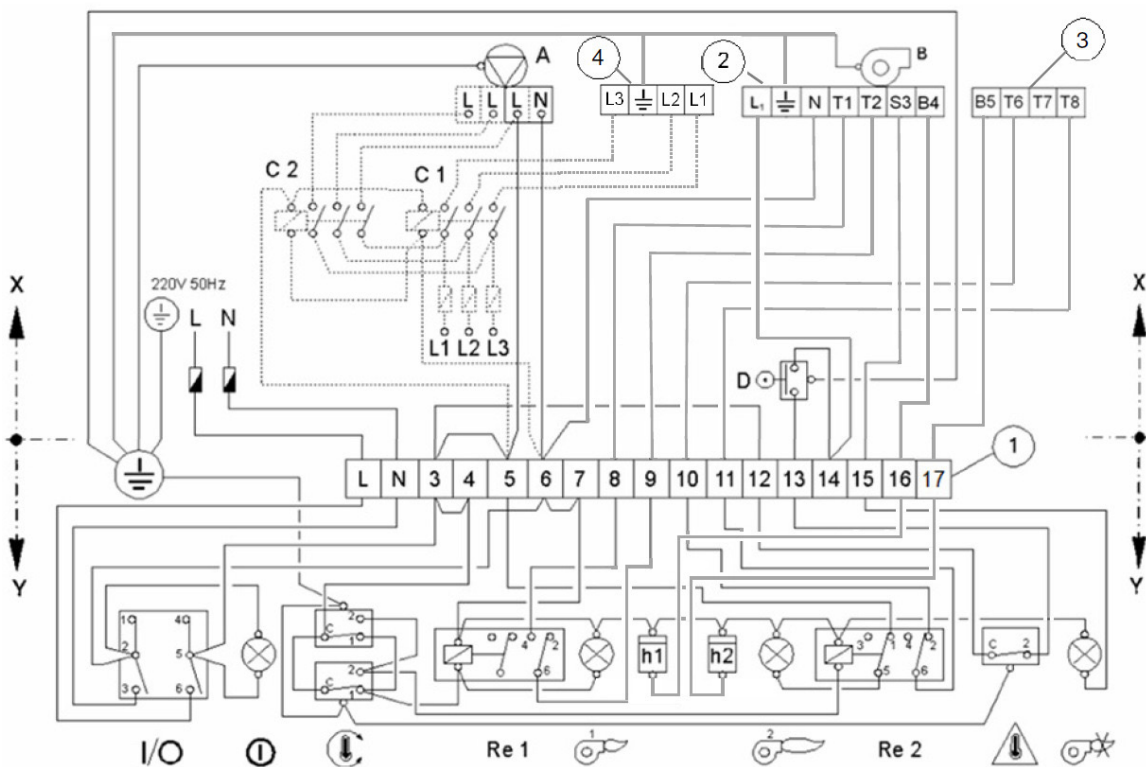 A
4
2
B
3
L L L N
L3 L2 L1
L₁ N T1 T2 S3 B4
B5 T6 T7 T8
C 2
C 1
X
220V 50Hz
L N
L1 L2 L3
D
X
1
L N 3 4 5 6 7 8 9 10 11 12 13 14 15 16 17
Y
Y
1 4
2 5
3 6
2
C 1
2
C 1
4 2
6
h1
h2
3 1 4 2
5 6
C 2
I/O
Re 1
1
2
Re 2